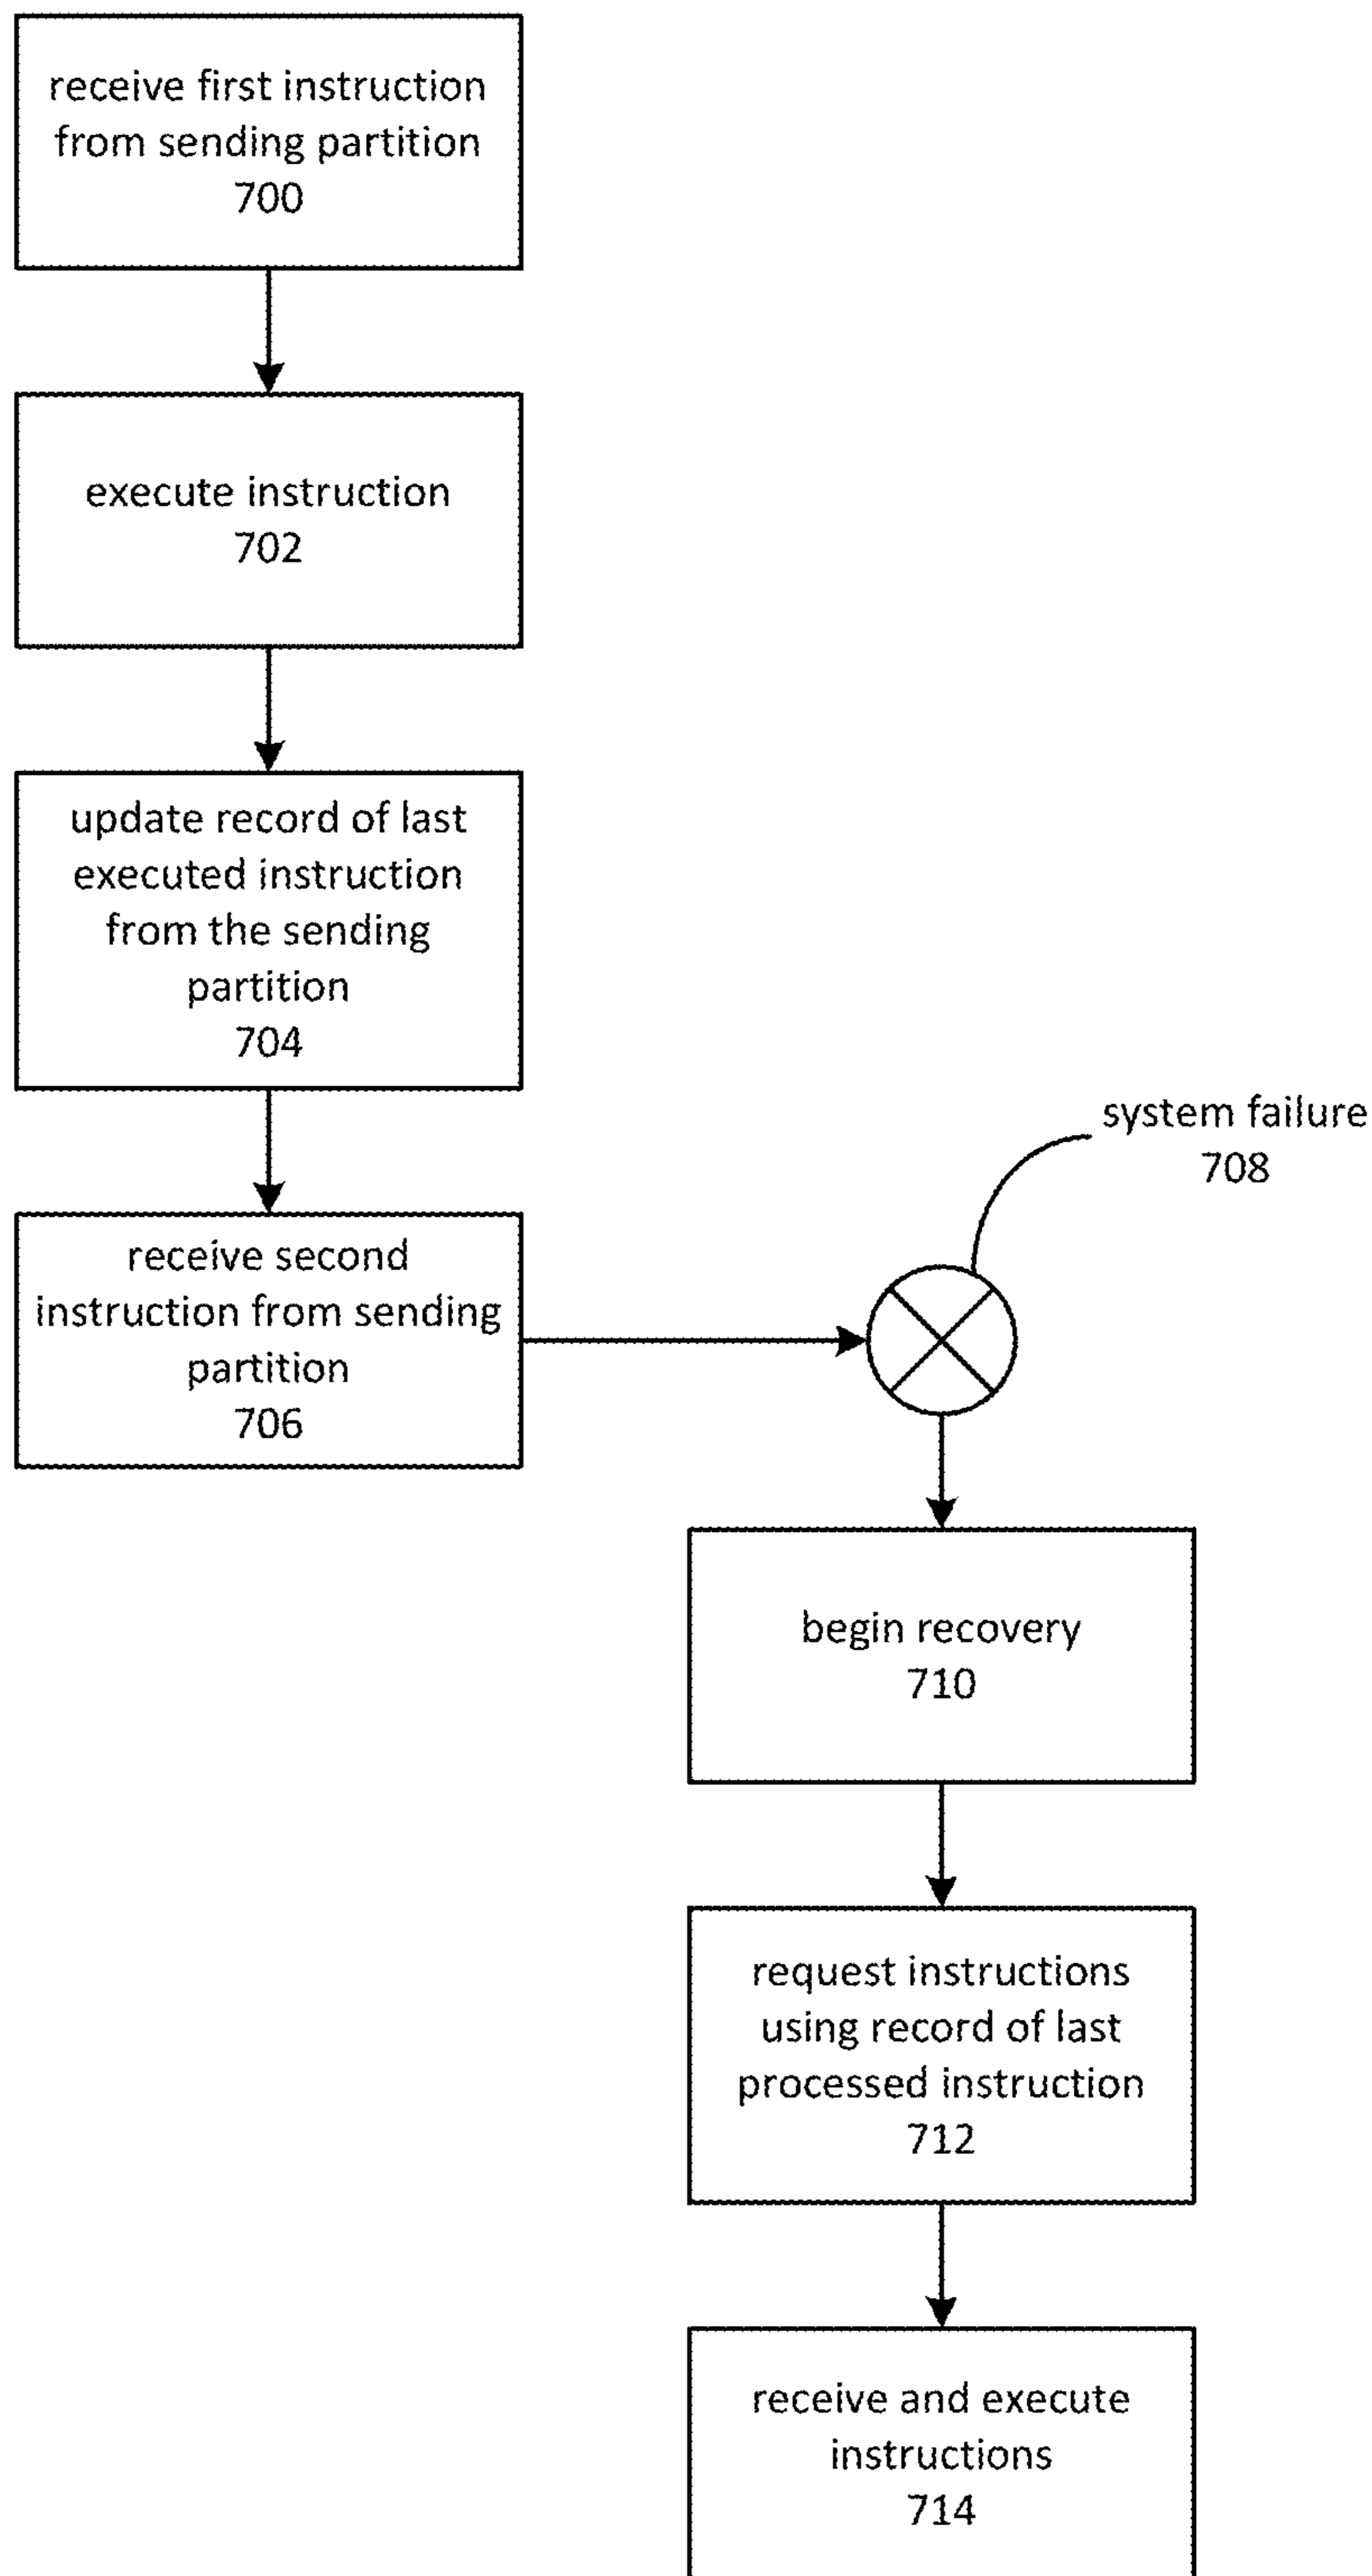 receive first instruction
from sending partition
700
execute instruction
702
update record of last
executed instruction
from the sending
partition
704
receive second
instruction from sending
partition
706
system failure
708
begin recovery
710
request instructions
using record of last
processed instruction
712
receive and execute
instructions
714